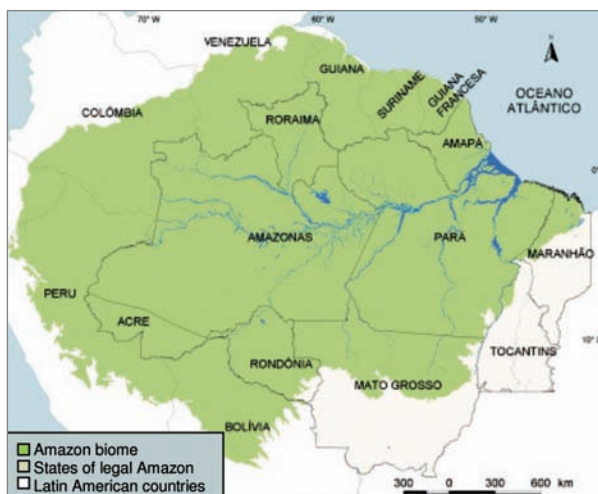 70° W
60° W
50° W
VENEZUELA
GUIANA
SURINAME
GUIANA
FRANCESA
OCEANO
ATLÂNTICO
COLÔMBIA
RORAIMA
AMAPÁ
0°
AMAZONAS
PARÁ
MARANHÃO
PERU
ACRE
TOCANTINS
10°
RONDÔNIA
MATO GROSSO
BOLÍVIA
Amazon biome
States of legal Amazon
Latin American countries
300 0 300 600 km